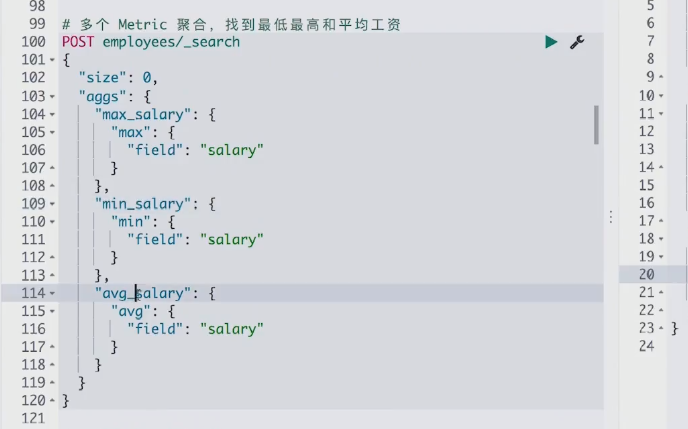 98
99 # 多个 Metric 聚合，找到最低最高和平均工资
100 POST employees/_search
101 {
102 "size": 0,
103 "aggs": {
104 "max_salary": {
105 "max": {
106 "field": "salary"
107 }
108 },
109 "min_salary": {
110 "min": {
111 "field": "salary"
112 }
113 },
114 "avg_salary": {
115 "avg": {
116 "field": "salary"
117 }
118 }
119 }
120 }
121
5
6
7
8
9
10
11
12
13
14
15
16
17
18
19
20
21
22
23 }
24